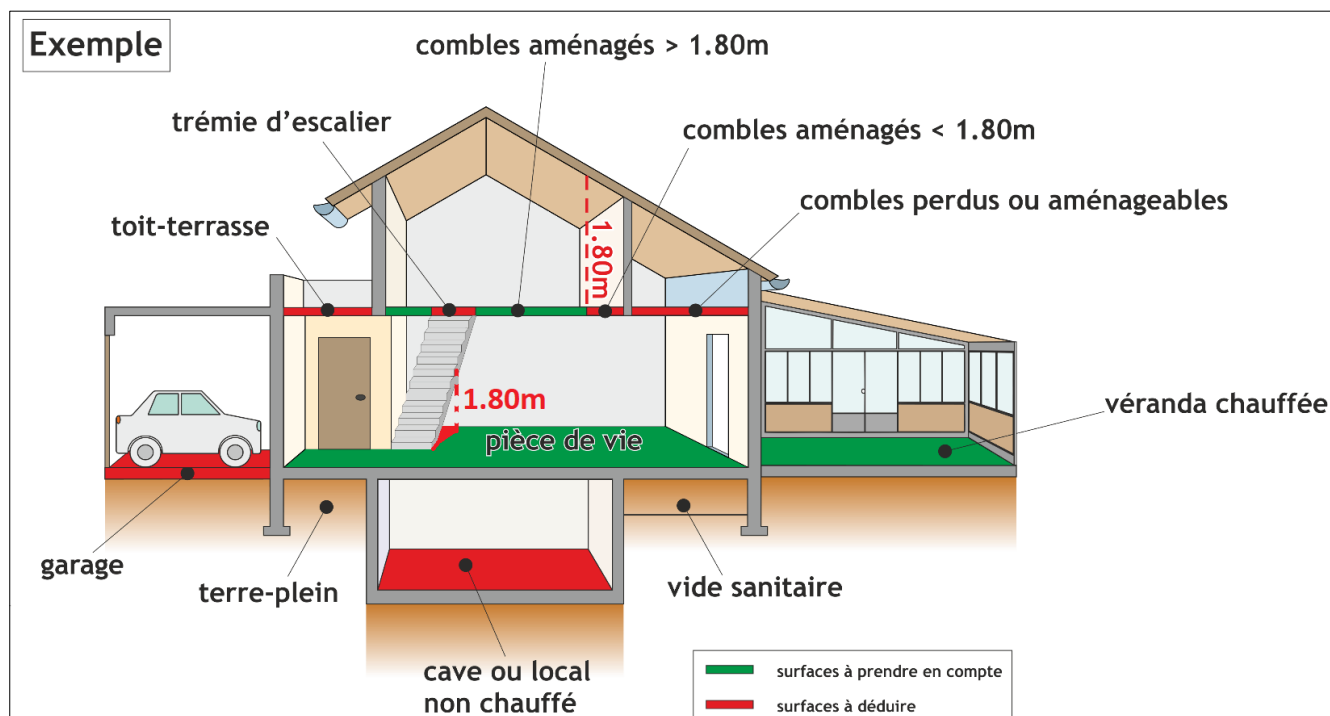 Exemple
combles aménagés > 1.80m
trémie d'escalier
combles aménagés < 1.80m
combles perdus ou aménageables
toit-terrasse
1.80m
1.80m
pièce de vie
véranda chauffée
garage
terre-plein
vide sanitaire
cave ou local
non chauffé
surfaces à prendre en compte
surfaces à déduire